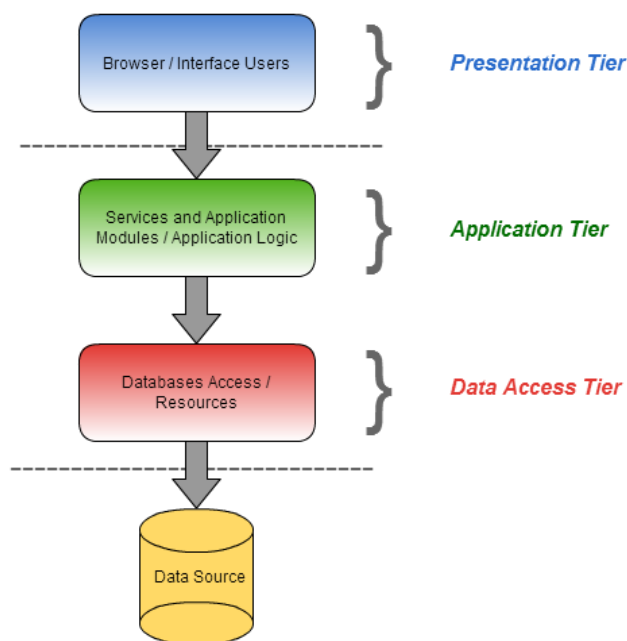 Browser / Interface Users
Presentation Tier
Services and Application
Modules / Application Logic
Application Tier
Databases Access /
Resources
Data Access Tier
Data Source